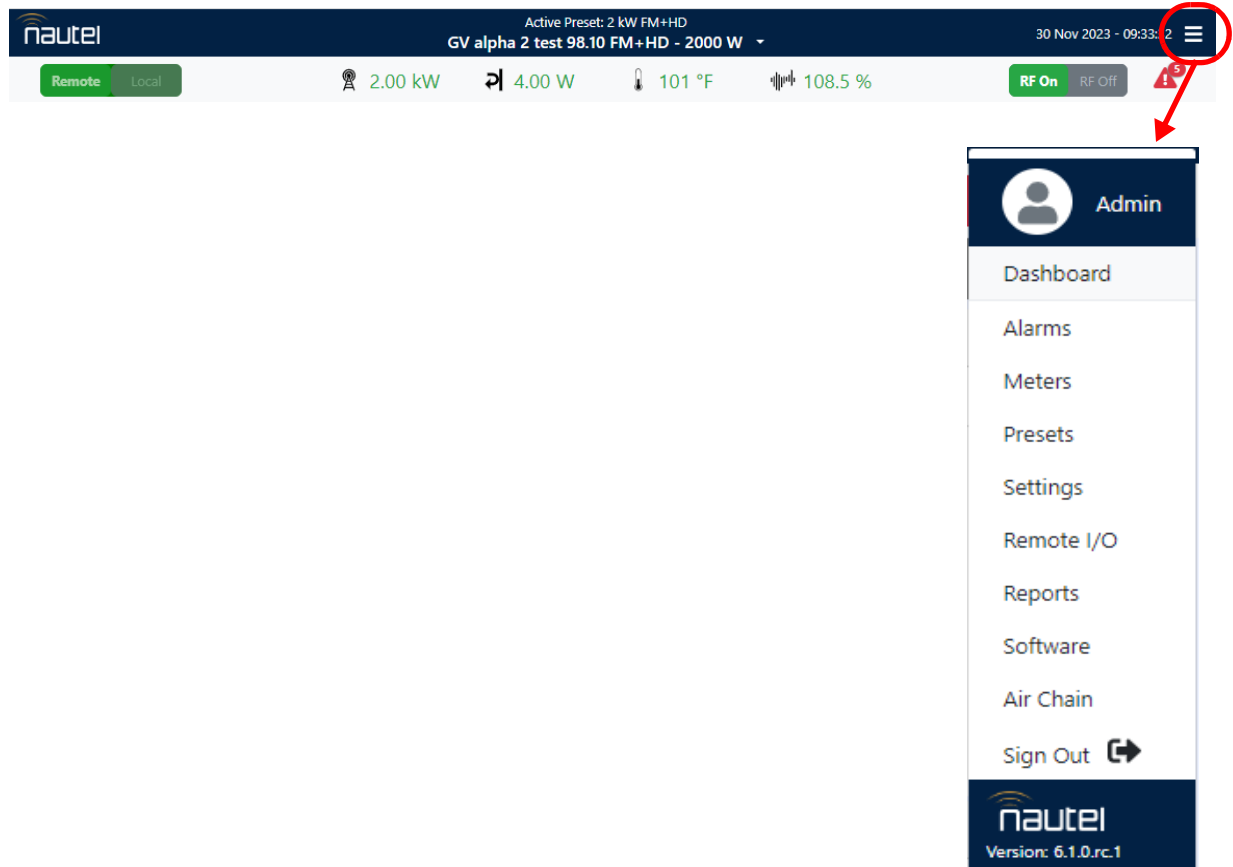 nautel
Active Preset: 2 kW FM+HD
GV alpha 2 test 98.10 FM+HD - 2000 W
30 Nov 2023 - 09:33:
2
Remote
Local
2.00 kW
4.00 W
101 °F
108.5 %
RF On
RF Off
5
Admin
Dashboard
Alarms
Meters
Presets
Settings
Remote I/O
Reports
Software
Air Chain
Sign Out
nautel
Version: 6.1.0.rc.1